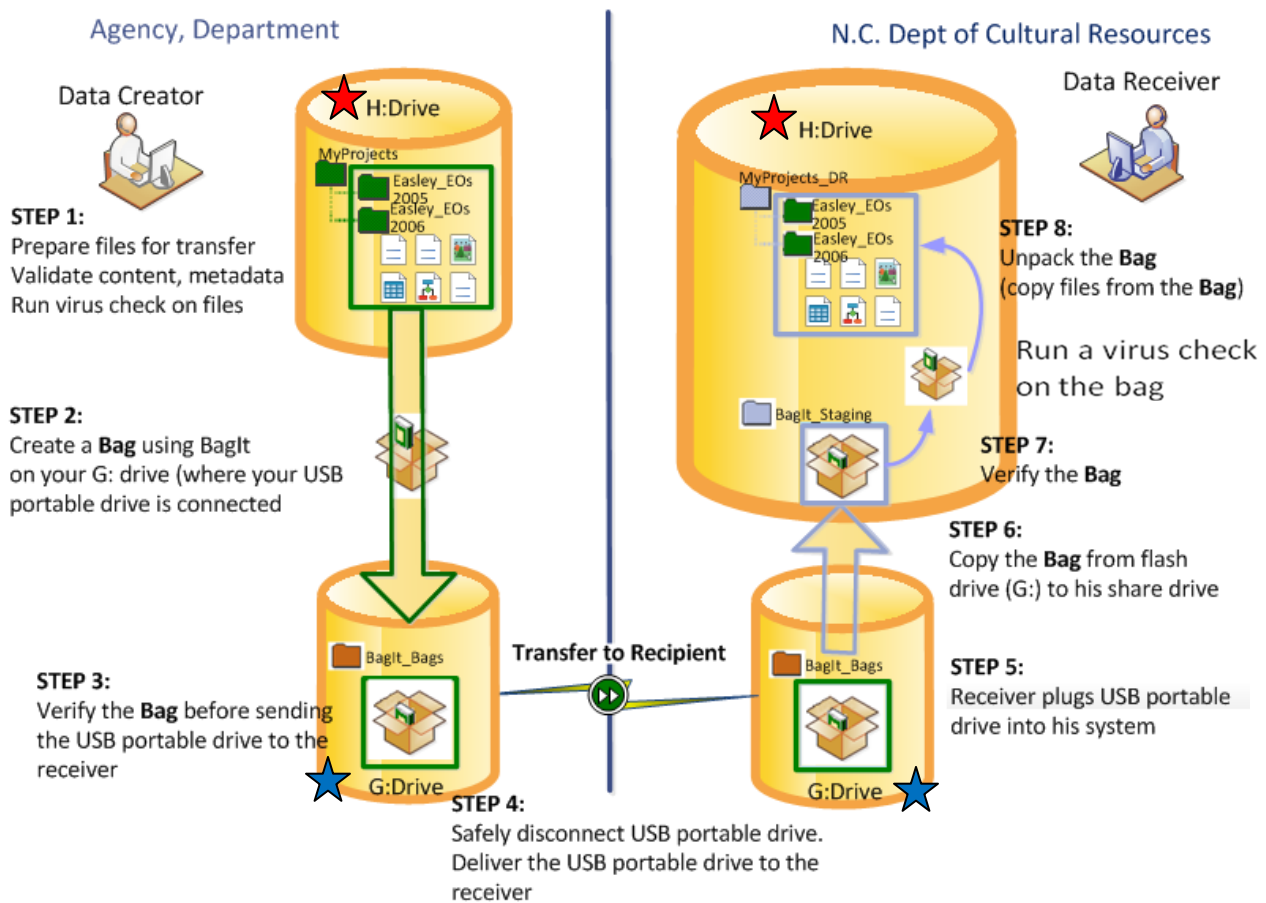 Agency, Department
Data Creator
H:Drive
MyProjects
Easley_EOs
2005
Easley_EOs
2006
STEP 1:
Prepare files for transfer
Validate content, metadata
Run virus check on files
STEP 2:
Create a Bag using BagIt
on your G: drive (where your USB
portable drive is connected
STEP 3:
Verify the Bag before sending
the USB portable drive to the
receiver
BagIt_Bags
G:Drive
STEP 4:
Safely disconnect USB portable drive.
Deliver the USB portable drive to the
receiver
Transfer to Recipient
N.C. Dept of Cultural Resources
Data Receiver
H:Drive
MyProjects_DR
Easley_EOs
2005
Easley_EOs
2006
BagIt_Staging
BagIt_Bags
G:Drive
STEP 5:
Receiver plugs USB portable
drive into his system
STEP 6:
Copy the Bag from flash
drive (G:) to his share drive
STEP 7:
Verify the Bag
Run a virus check
on the bag
STEP 8:
Unpack the Bag
(copy files from the Bag)